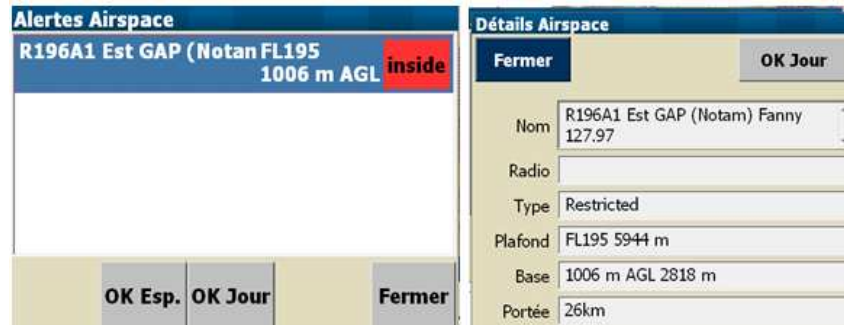 Alertes Airspace
R196A1 Est GAP (Notan FL195
1006 m AGL inside
OK Esp. OK Jour Fermer
Détails Airspace
Fermer OK Jour
Nom R196A1 Est GAP (Notam) Fanny
127.97
Radio
Type Restricted
Plafond FL195 5944 m
Base 1006 m AGL 2818 m
Portée 26km